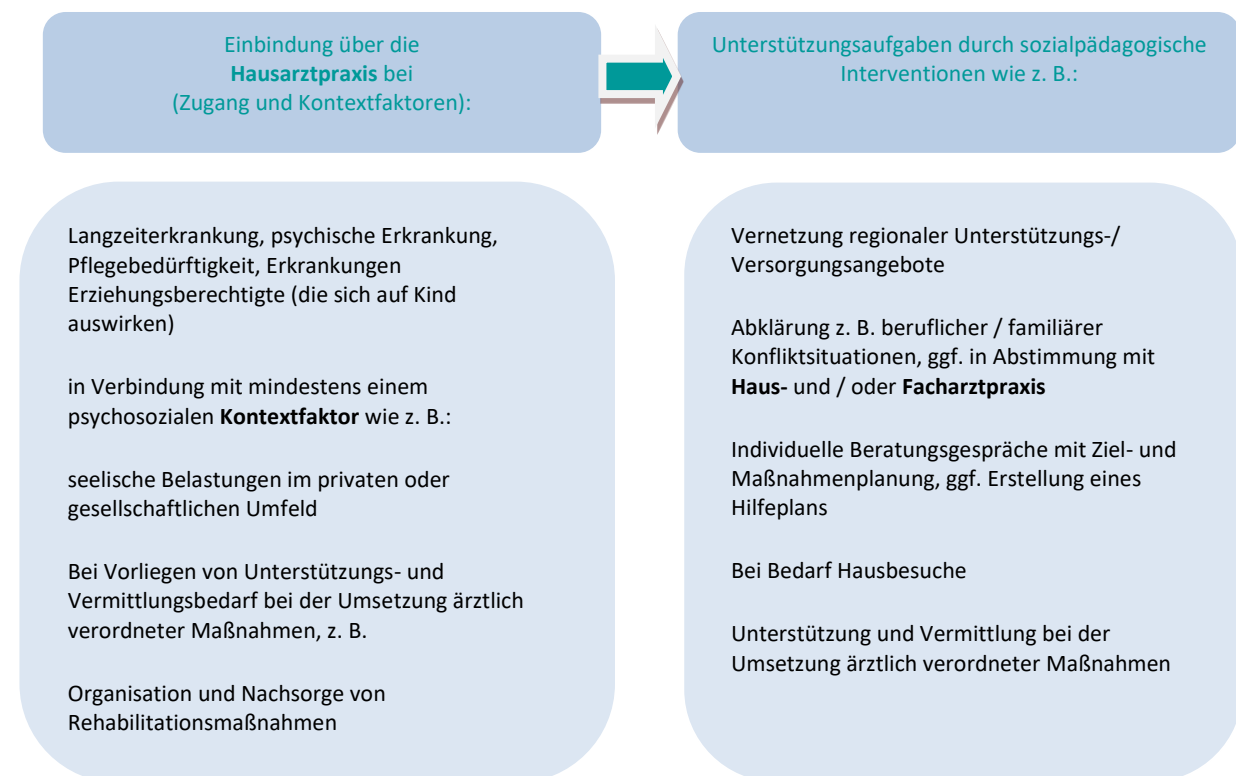 Einbindung über die
Hausarztpraxis bei
(Zugang und Kontextfaktoren):
Unterstützungsaufgaben durch sozialpädagogische
Interventionen wie z. B.:
Langzeiterkrankung, psychische Erkrankung,
Pflegebedürftigkeit, Erkrankungen
Erziehungsberechtigte (die sich auf Kind
auswirken)
in Verbindung mit mindestens einem
psychosozialen Kontextfaktor wie z. B.:
seelische Belastungen im privaten oder
gesellschaftlichen Umfeld
Bei Vorliegen von Unterstützungs- und
Vermittlungsbedarf bei der Umsetzung ärztlich
verordneter Maßnahmen, z. B.
Organisation und Nachsorge von
Rehabilitationsmaßnahmen
Vernetzung regionaler Unterstützungs-/
Versorgungsangebote
Abklärung z. B. beruflicher / familiärer
Konfliktsituationen, ggf. in Abstimmung mit
Haus- und / oder Facharztpraxis
Individuelle Beratungsgespräche mit Ziel- und
Maßnahmenplanung, ggf. Erstellung eines
Hilfeplans
Bei Bedarf Hausbesuche
Unterstützung und Vermittlung bei der
Umsetzung ärztlich verordneter Maßnahmen